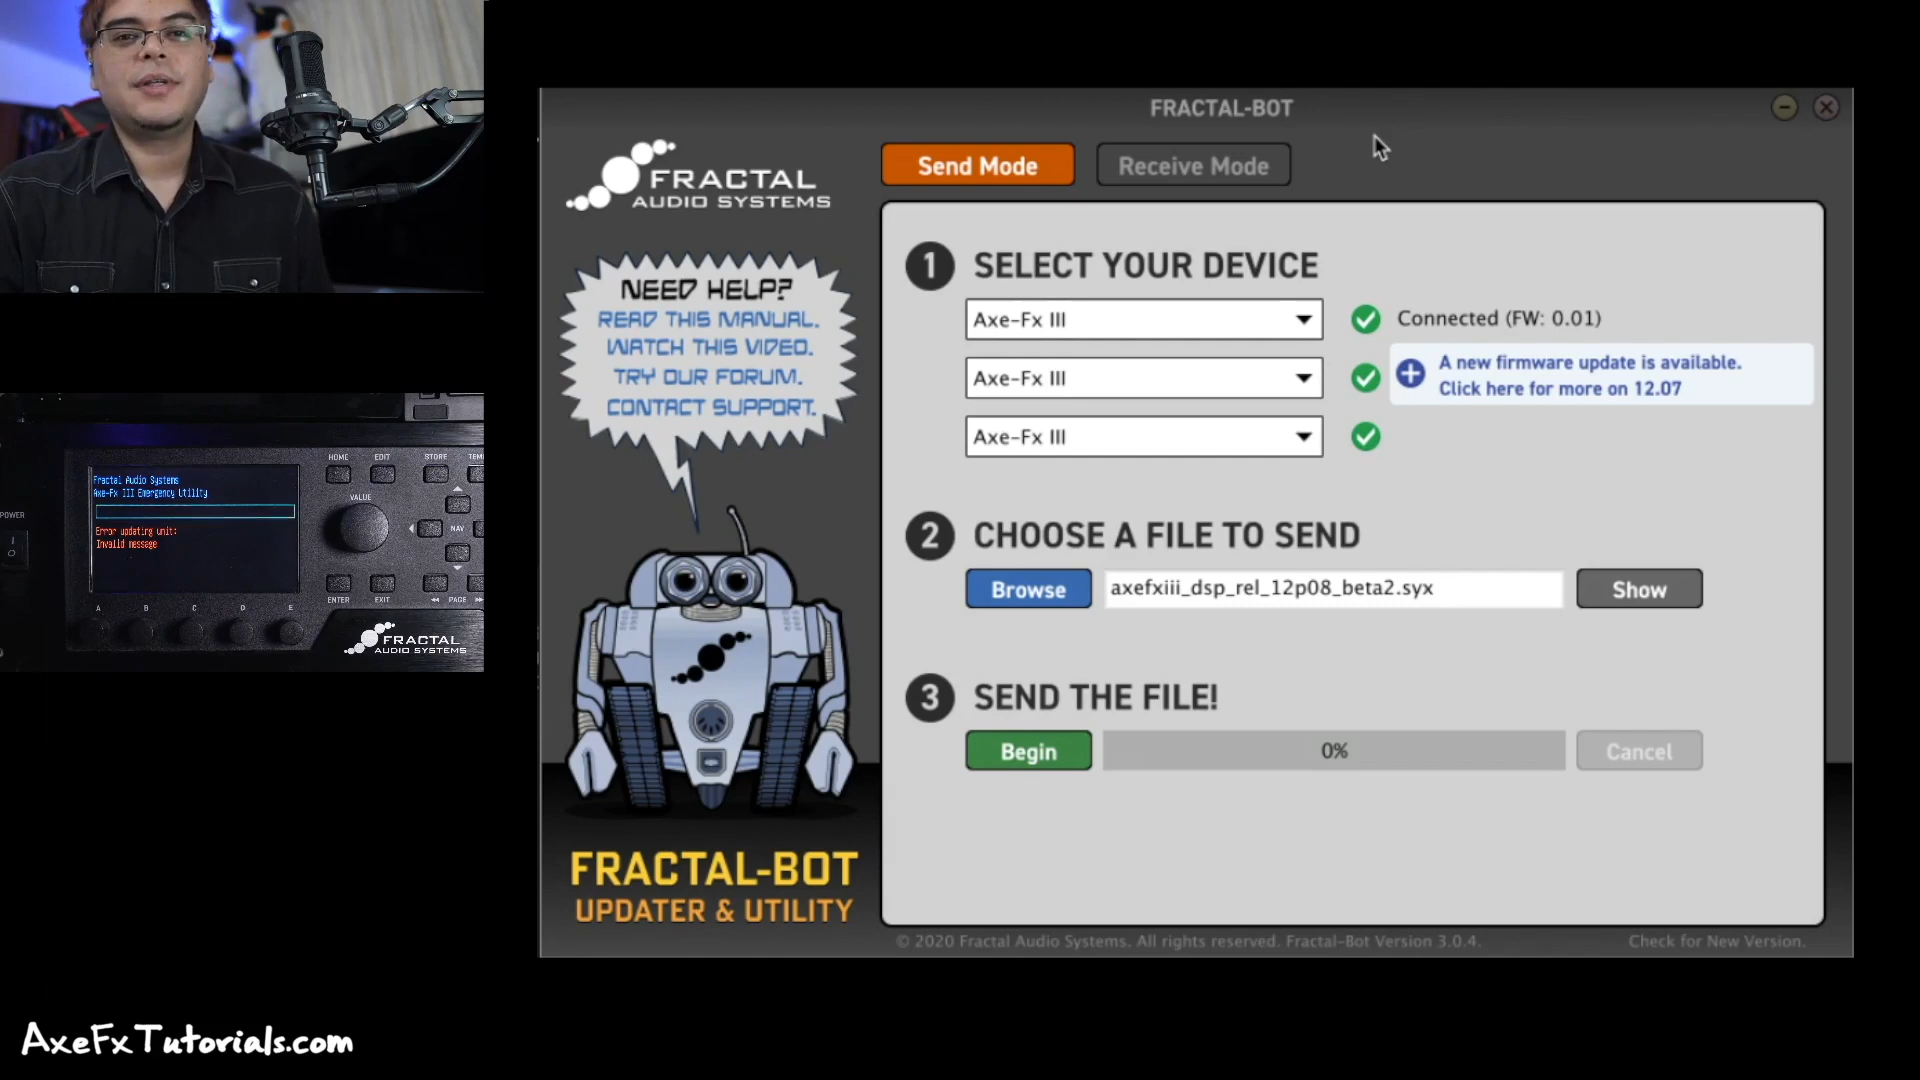 FRACTAL-BOT
FRACTAL
AUDIO SYSTEMS
Send Mode
Receive Mode
NEED HELP?
READ THIS MANUAL.
WATCH THIS VIDEO.
TRY OUR FORUM.
CONTACT SUPPORT.
1 SELECT YOUR DEVICE
Axe-Fx III
Connected (FW: 0.01)
Axe-Fx III
A new firmware update is available.
Click here for more on 12.07
Axe-Fx III
2 CHOOSE A FILE TO SEND
Browse
axefxiii_dsp_rel_12p08_beta2.syx
Show
3 SEND THE FILE!
Begin
0%
Cancel
FRACTAL-BOT
UPDATER & UTILITY
© 2020 Fractal Audio Systems. All rights reserved. Fractal-Bot Version 3.0.4.
Check for New Version.
POWER
Fractal Audio Systems
Axe-Fx III Emergency Utility
Error updating unit:
Invalid message
HOME
EDIT
STORE
VALUE
NAV
ENTER
EXIT
PAGE
A
B
C
D
E
FRACTAL
AUDIO SYSTEMS
AxeFxTutorials.com